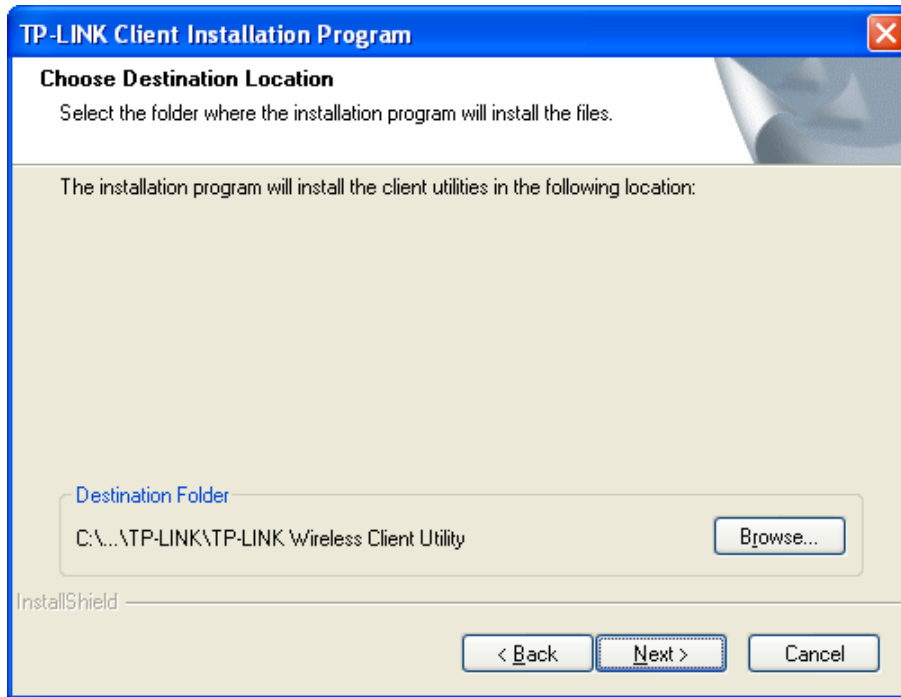 TP-LINK Client Installation Program
Choose Destination Location
Select the folder where the installation program will install the files.
The installation program will install the client utilities in the following location:
Destination Folder
C:\...\TP-LINK\TP-LINK Wireless Client Utility
Browse...
InstallShield
< Back
Next >
Cancel